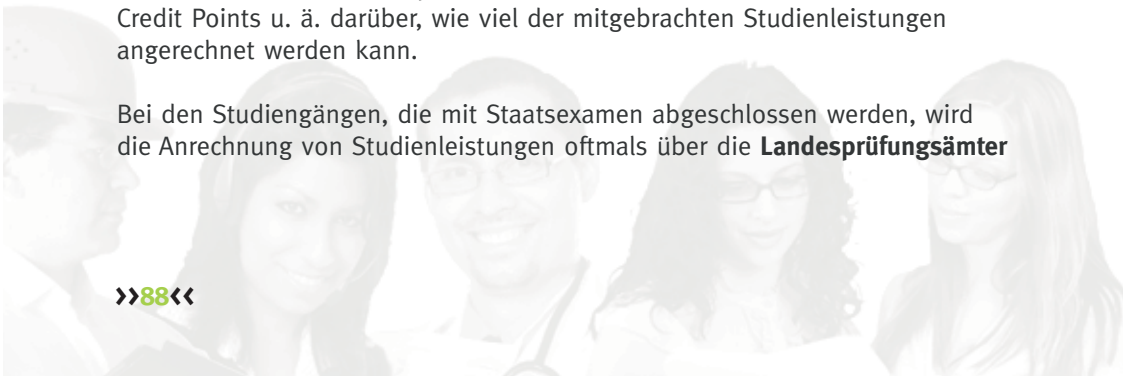 Credit Points u. ä. darüber, wie viel der mitgebrachten Studienleistungen
angerechnet werden kann.
Bei den Studiengängen, die mit Staatsexamen abgeschlossen werden, wird
die Anrechnung von Studienleistungen oftmals über die Landesprüfungsämter
>>88<<